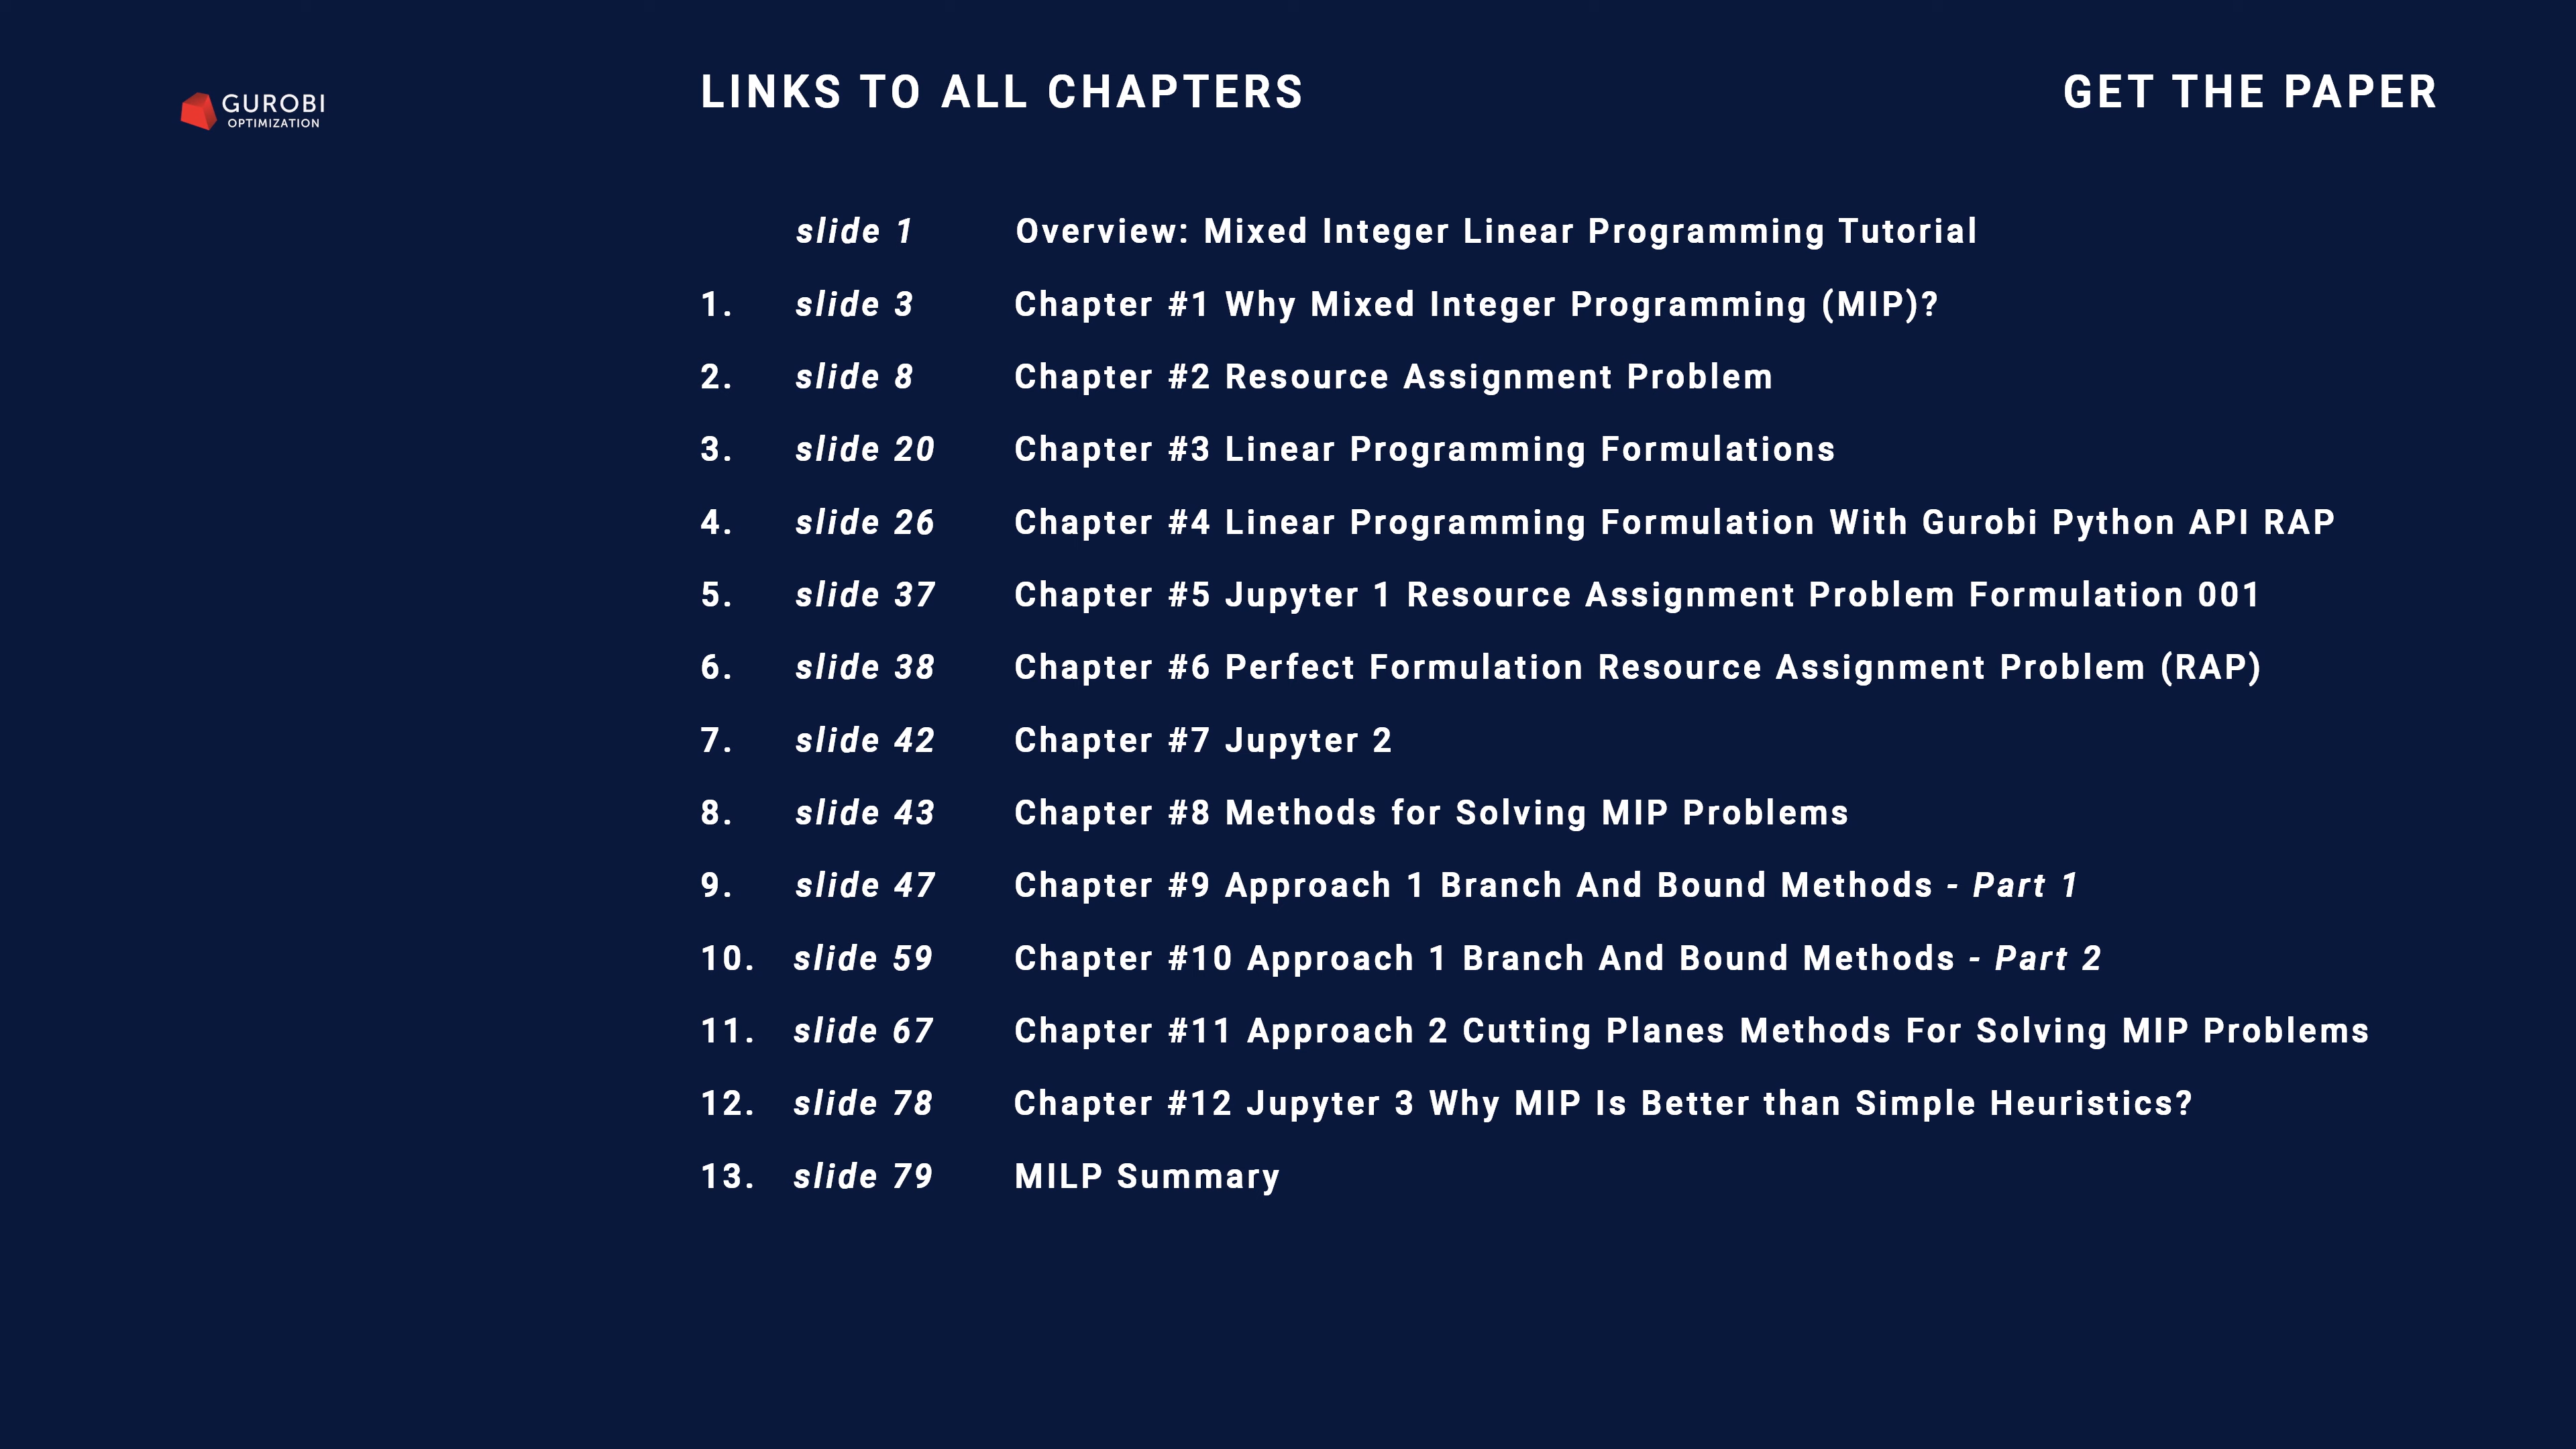 GUROBI
OPTIMIZATION
LINKS TO ALL CHAPTERS
GET THE PAPER
slide 1 Overview: Mixed Integer Linear Programming Tutorial
1. slide 3 Chapter #1 Why Mixed Integer Programming (MIP)?
2. slide 8 Chapter #2 Resource Assignment Problem
3. slide 20 Chapter #3 Linear Programming Formulations
4. slide 26 Chapter #4 Linear Programming Formulation With Gurobi Python API RAP
5. slide 37 Chapter #5 Jupyter 1 Resource Assignment Problem Formulation 001
6. slide 38 Chapter #6 Perfect Formulation Resource Assignment Problem (RAP)
7. slide 42 Chapter #7 Jupyter 2
8. slide 43 Chapter #8 Methods for Solving MIP Problems
9. slide 47 Chapter #9 Approach 1 Branch And Bound Methods - Part 1
10. slide 59 Chapter #10 Approach 1 Branch And Bound Methods - Part 2
11. slide 67 Chapter #11 Approach 2 Cutting Planes Methods For Solving MIP Problems
12. slide 78 Chapter #12 Jupyter 3 Why MIP Is Better than Simple Heuristics?
13. slide 79 MILP Summary